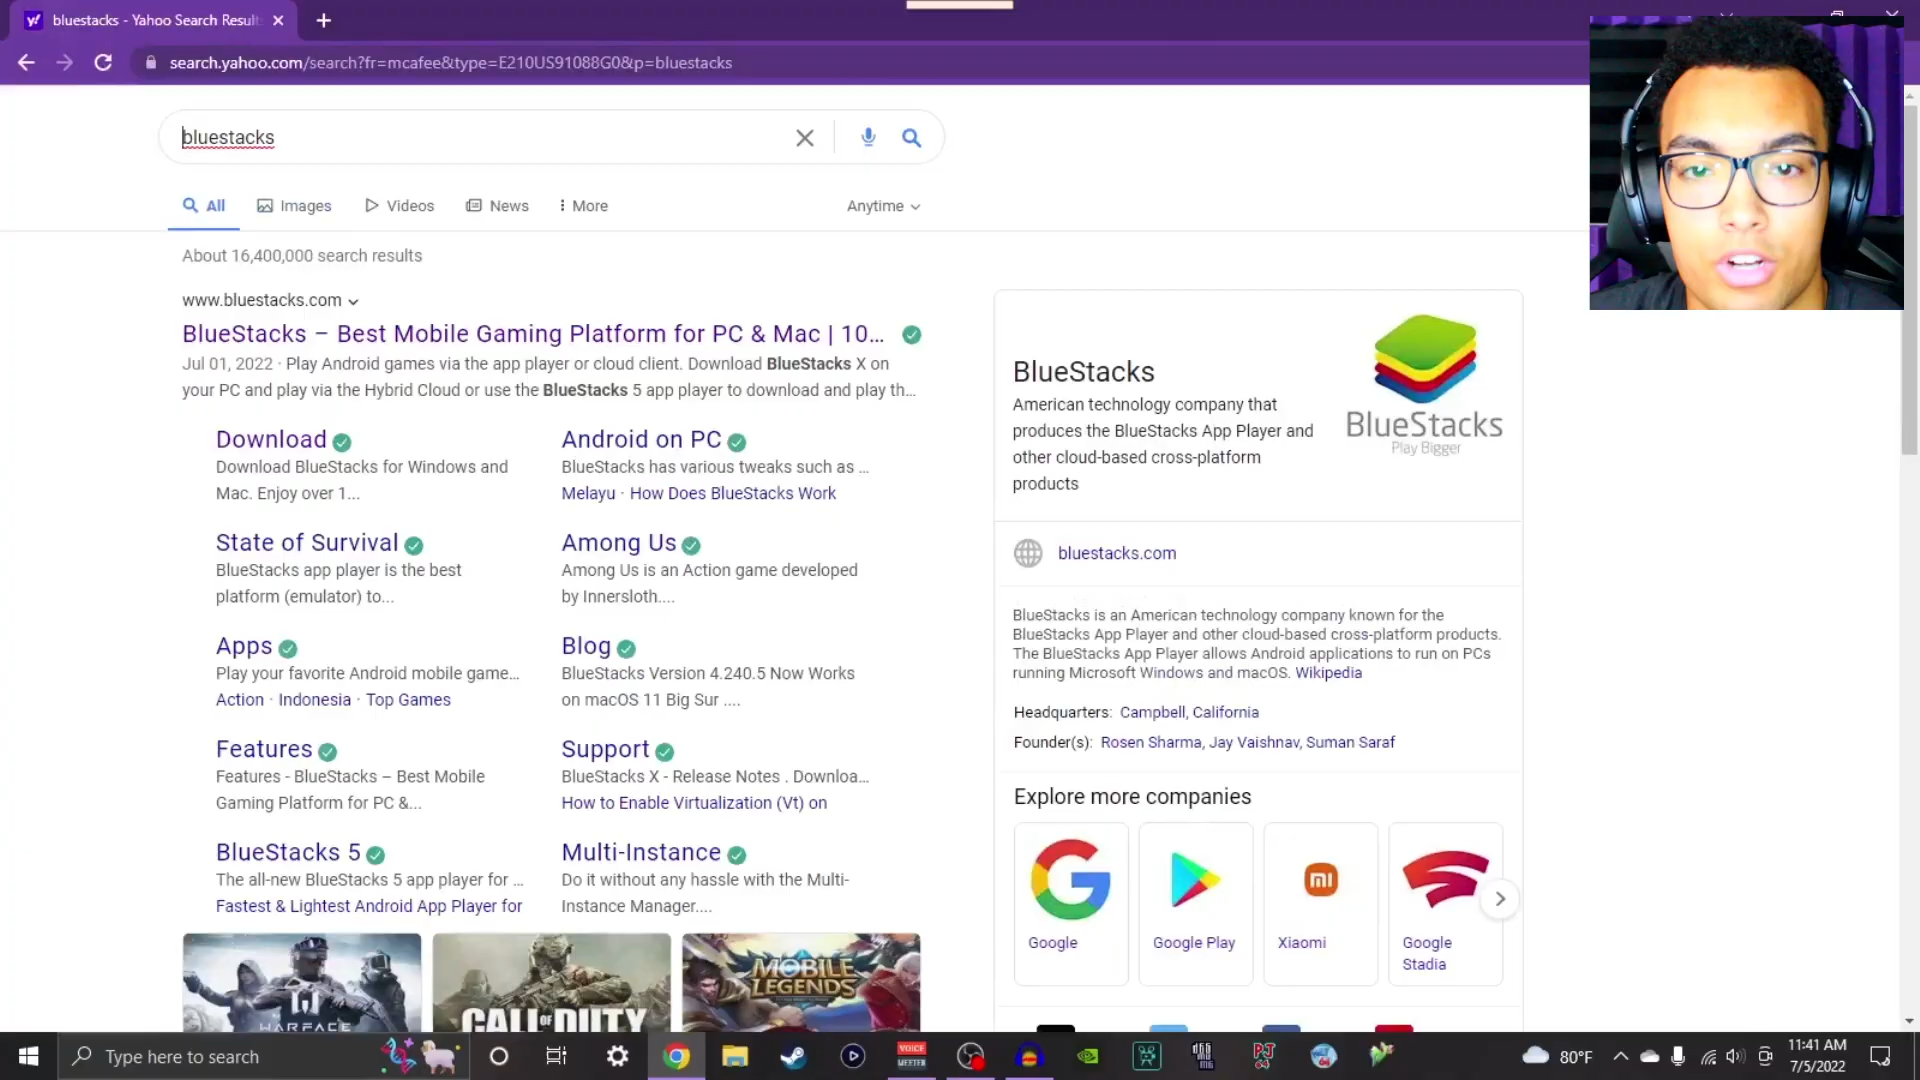 bluestacks - Yahoo Search Result
search.yahoo.com/search?fr=mcafee&type=E210US91088G0&p=bluestacks
bluestacks
All
Images
Videos
News
More
Anytime
About 16,400,000 search results
www.bluestacks.com
BlueStacks – Best Mobile Gaming Platform for PC & Mac | 10...
Jul 01, 2022 · Play Android games via the app player or cloud client. Download BlueStacks X on
your PC and play via the Hybrid Cloud or use the BlueStacks 5 app player to download and play th...
Download
Download BlueStacks for Windows and
Mac. Enjoy over 1...
Android on PC
BlueStacks has various tweaks such as ...
Melayu · How Does BlueStacks Work
State of Survival
BlueStacks app player is the best
platform (emulator) to...
Among Us
Among Us is an Action game developed
by Innersloth....
Apps
Play your favorite Android mobile game...
Action · Indonesia · Top Games
Blog
BlueStacks Version 4.240.5 Now Works
on macOS 11 Big Sur ....
Features
Features - BlueStacks – Best Mobile
Gaming Platform for PC &...
Support
BlueStacks X - Release Notes . Downloa...
How to Enable Virtualization (Vt) on
BlueStacks 5
The all-new BlueStacks 5 app player for ...
Fastest & Lightest Android App Player for
Multi-Instance
Do it without any hassle with the Multi-
Instance Manager....
WARFACE
CALL OF DUTY
MOBILE
LEGENDS
BlueStacks
American technology company that
produces the BlueStacks App Player and
other cloud-based cross-platform
products
BlueStacks
Play Bigger
bluestacks.com
BlueStacks is an American technology company known for the
BlueStacks App Player and other cloud-based cross-platform products.
The BlueStacks App Player allows Android applications to run on PCs
running Microsoft Windows and macOS. Wikipedia
Headquarters: Campbell, California
Founder(s): Rosen Sharma, Jay Vaishnav, Suman Saraf
Explore more companies
Google
Google Play
Xiaomi
Google
Stadia
Type here to search
VOICE
MEETER
80°F
11:41 AM
7/5/2022